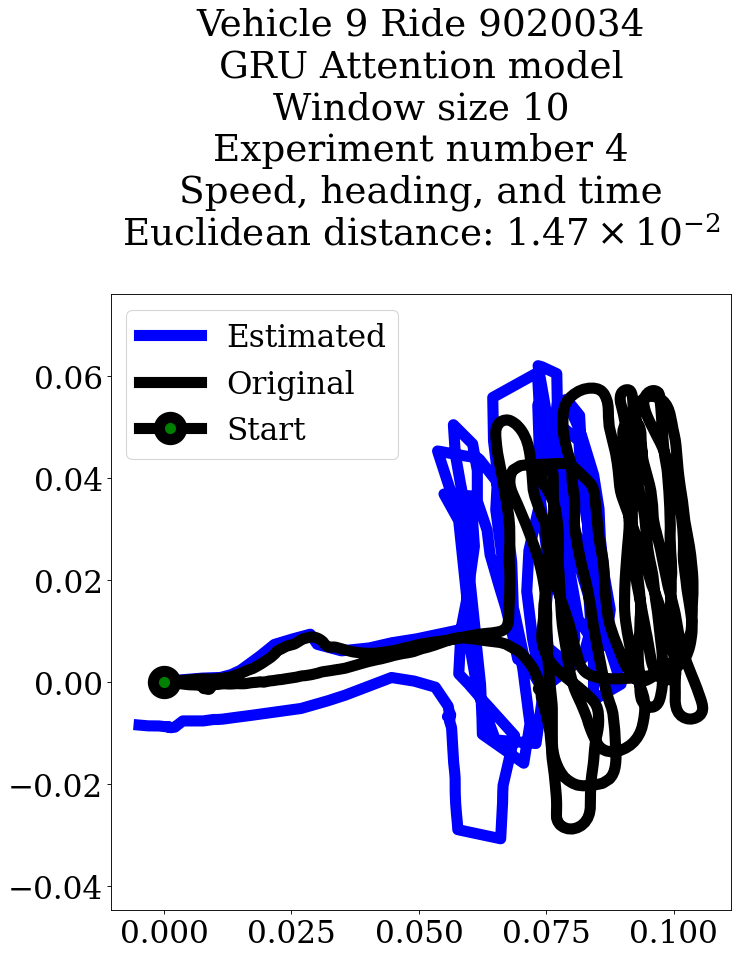 Vehicle 9 Ride 9020034
GRU Attention model
Window size 10
Experiment number 4
Speed, heading, and time
Euclidean distance: 1.47 × 10⁻²
Estimated
Original
Start
0.06
0.04
0.02
0.00
−0.02
−0.04
0.000 0.025 0.050 0.075 0.100